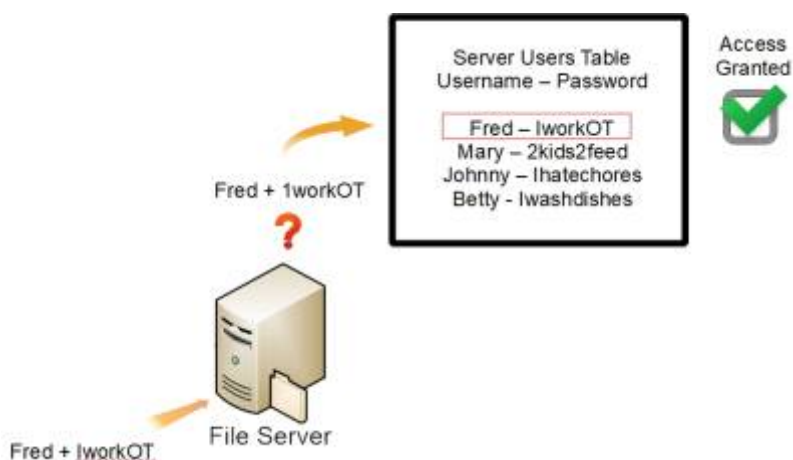 Server Users Table
Username – Password
Fred – IworkOT
Mary – 2kids2feed
Johnny – Ihatechores
Betty - Iwashdishes
Access
Granted
Fred + 1workOT
?
File Server
Fred + IworkOT